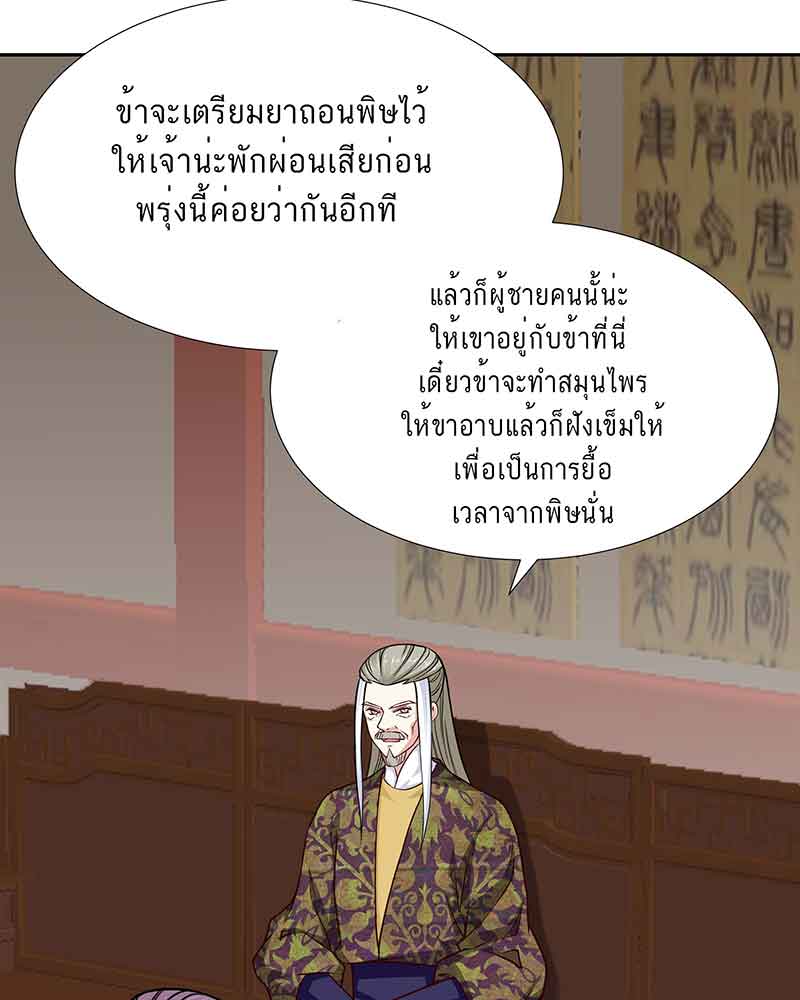 ข้าจะเตรียมยาถอนพิษไว้
ให้เจ้าน่ะพักผ่อนเสียก่อน
พรุ่งนี้ค่อยว่ากันอีกที
แล้วก็ผู้ชายคนนั้นน่ะ
ให้เขาอยู่กับข้าที่นี่
เดี๋ยวข้าจะทำสมุนไพร
ให้ขาอาบแล้วก็ฝังเข็มให้
เพื่อเป็นการยื้อ
เวลาจากพิษนั่น